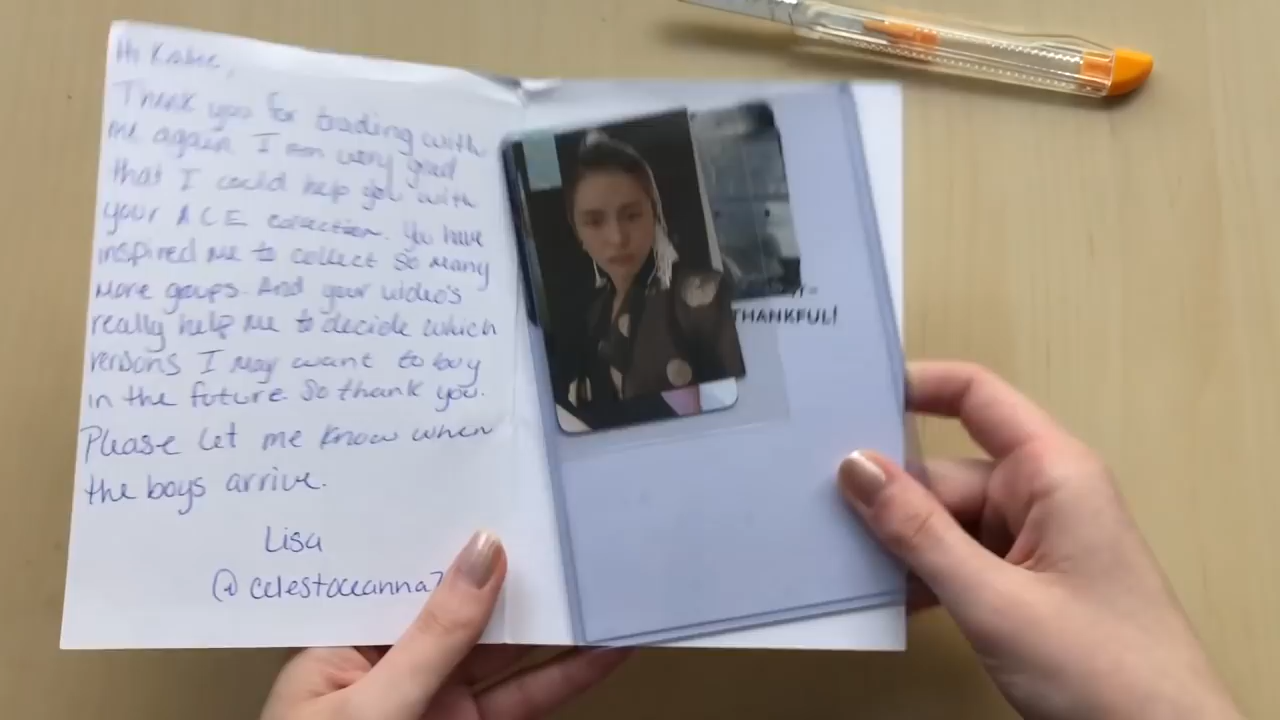 Hi Katie,
Thank you for trading with
me again. I am very glad
that I could help you with
your ACE collection. You have
inspired me to collect so many
more goups. And your video's
really help me to decide which
versions I may want to buy
in the future. So thank you.
Please let me know when
the boys arrive.
Lisa
@celestoceanna7
THANKFUL!